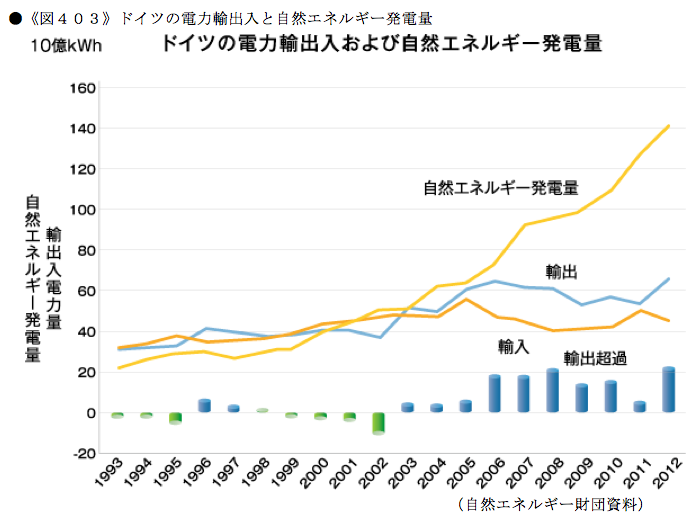 ●《図４０３》ドイツの電力輸出入と自然エネルギー発電量
10億kWh
ドイツの電力輸出入および自然エネルギー発電量
160
140
120
100
80
60
40
20
0
-20
自然エネルギー発電量
輸出入電力量
自然エネルギー発電量
輸出
輸入
輸出超過
1993 1994 1995 1996 1997 1998 1999 2000 2001 2002 2003 2004 2005 2006 2007 2008 2009 2010 2011 2012
（自然エネルギー財団資料）